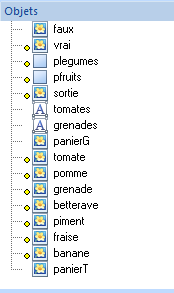 Objets
faux
vrai
plegumes
pfruits
sortie
tomates
grenades
panierG
tomate
pomme
grenade
betterave
piment
fraise
banane
panierT